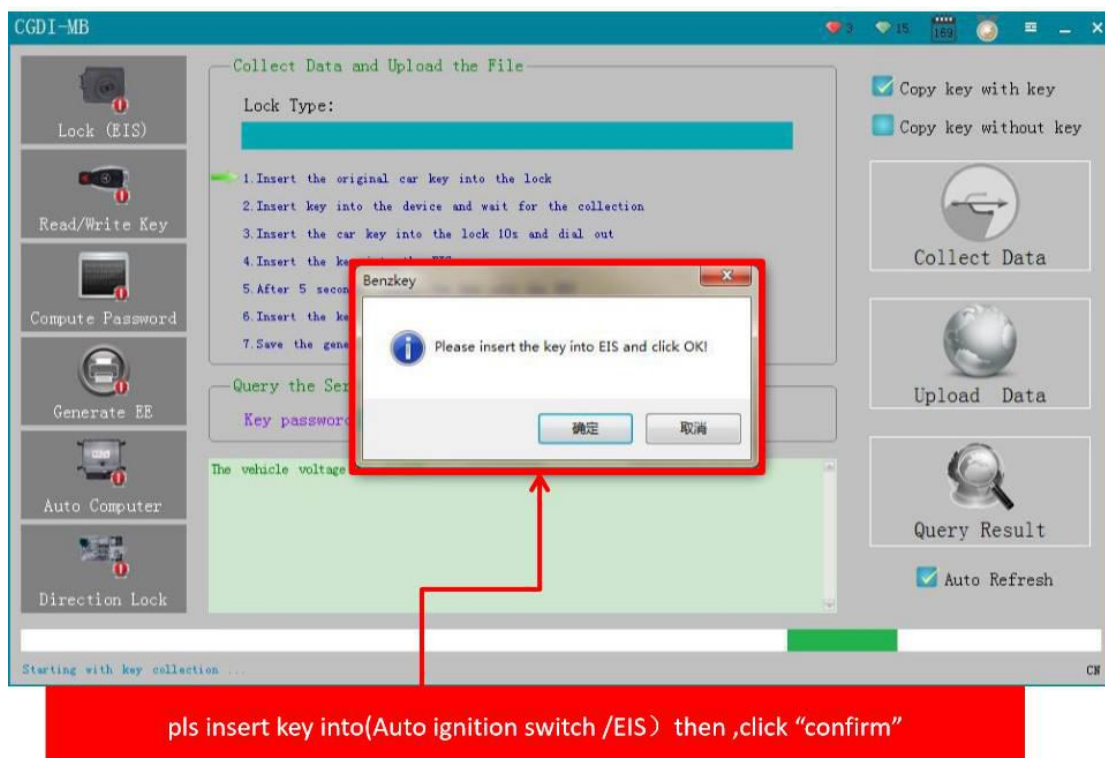 CGDI-MB
3
15
169
Lock (EIS)
Read/Write Key
Compute Password
Generate EE
Auto Computer
Direction Lock
Collect Data and Upload the File
Lock Type:
1.Insert the original car key into the lock
2.Insert key into the device and wait for the collection
3.Insert the car key into the lock 10s and dial out
4.Insert the
5.After 5
6.Insert the
7.Save the
Query the
Key password
The vehicle voltage
Benzkey
Please insert the key into EIS and click OK!
确定
取消
Copy key with key
Copy key without key
Collect Data
Upload Data
Query Result
Auto Refresh
Starting with key collection ...
CN
pls insert key into(Auto ignition switch /EIS）then ,click “confirm”